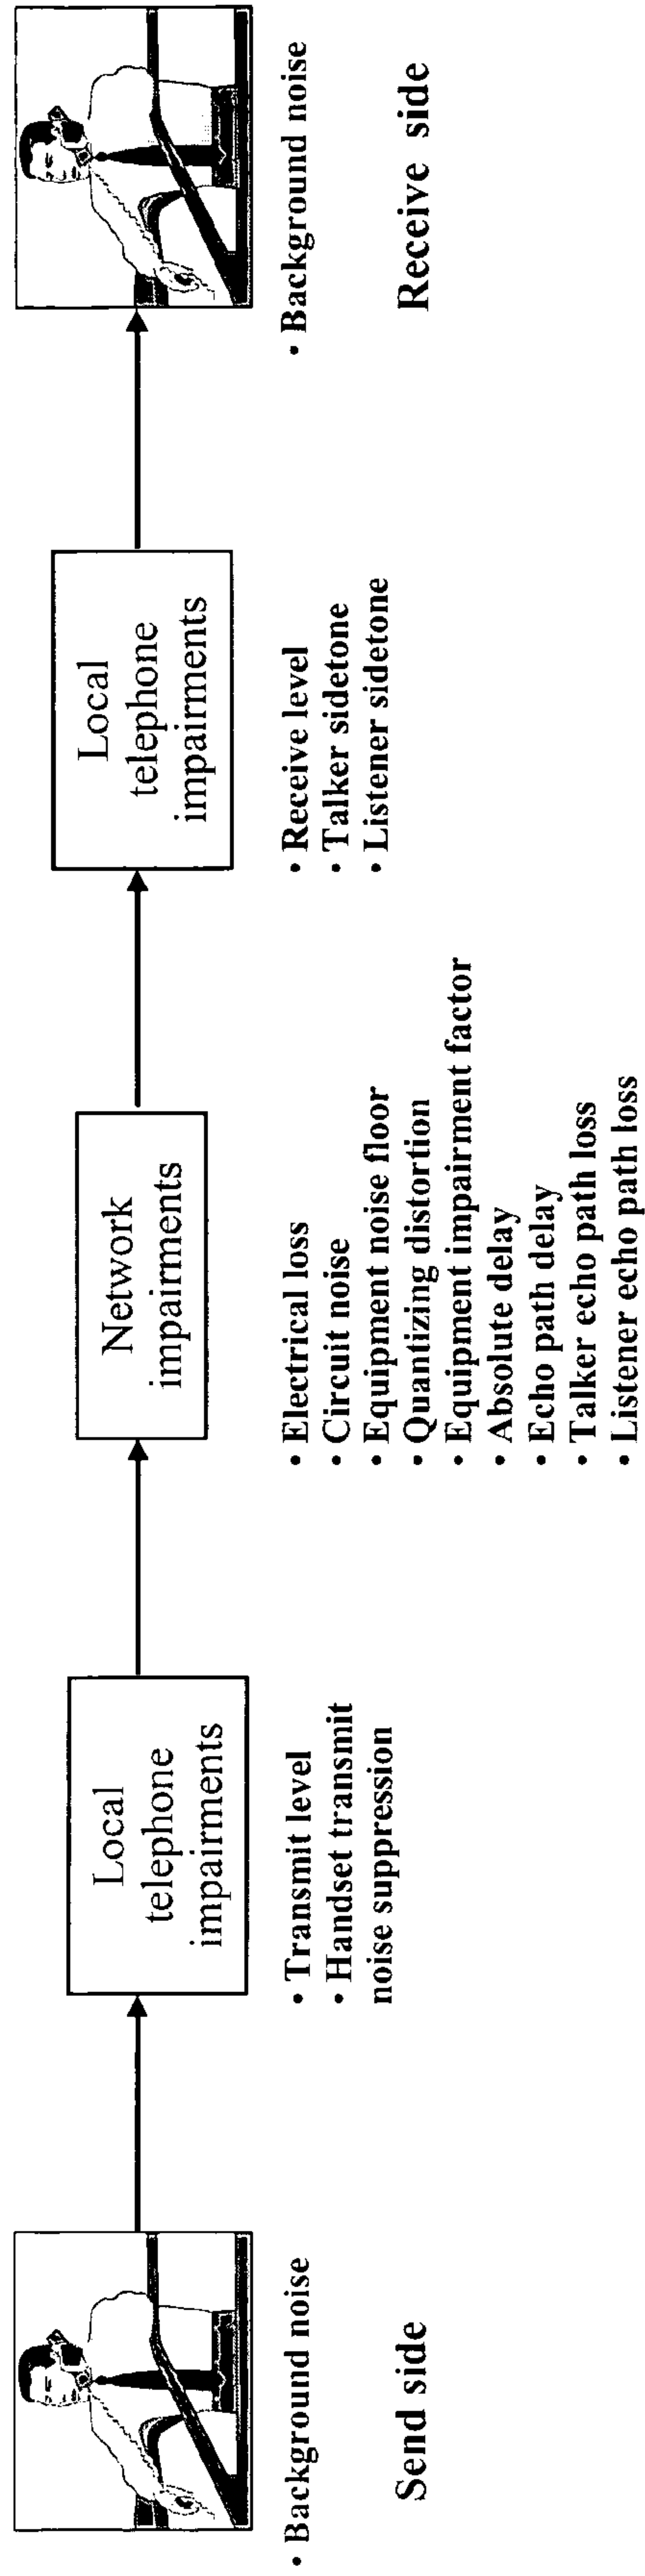 • Background noise
Send side
Local
telephone
impairments
• Transmit level
• Handset transmit
noise suppression
Network
impairments
• Electrical loss
• Circuit noise
• Equipment noise floor
• Quantizing distortion
• Equipment impairment factor
• Absolute delay
• Echo path delay
• Talker echo path loss
• Listener echo path loss
Local
telephone
impairments
• Receive level
• Talker sidetone
• Listener sidetone
• Background noise
Receive side